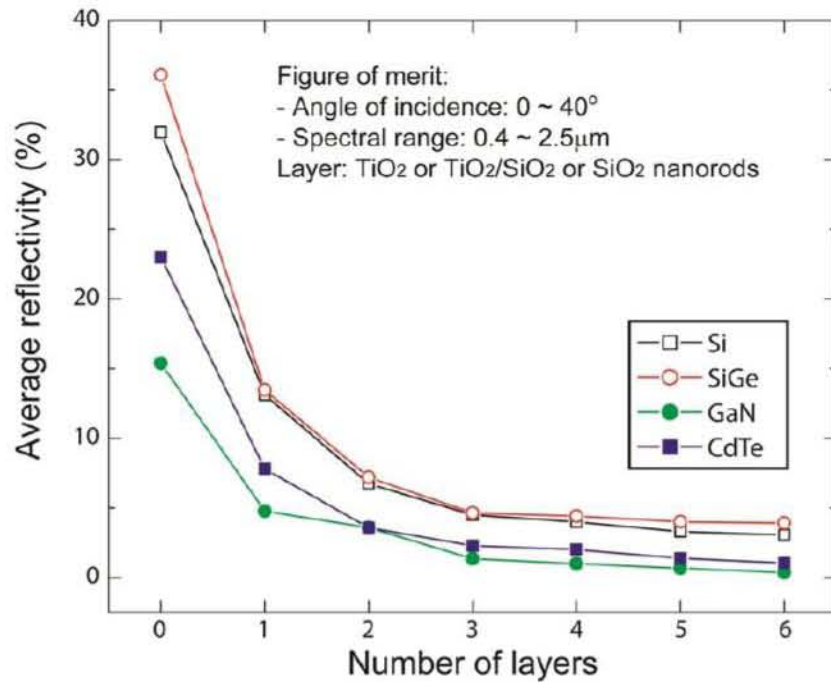 40
30
20
10
0
Average reflectivity (%)
Figure of merit:
- Angle of incidence: 0 ~ 40°
- Spectral range: 0.4 ~ 2.5μm
Layer: TiO₂ or TiO₂/SiO₂ or SiO₂ nanorods
Si
SiGe
GaN
CdTe
0 1 2 3 4 5 6
Number of layers